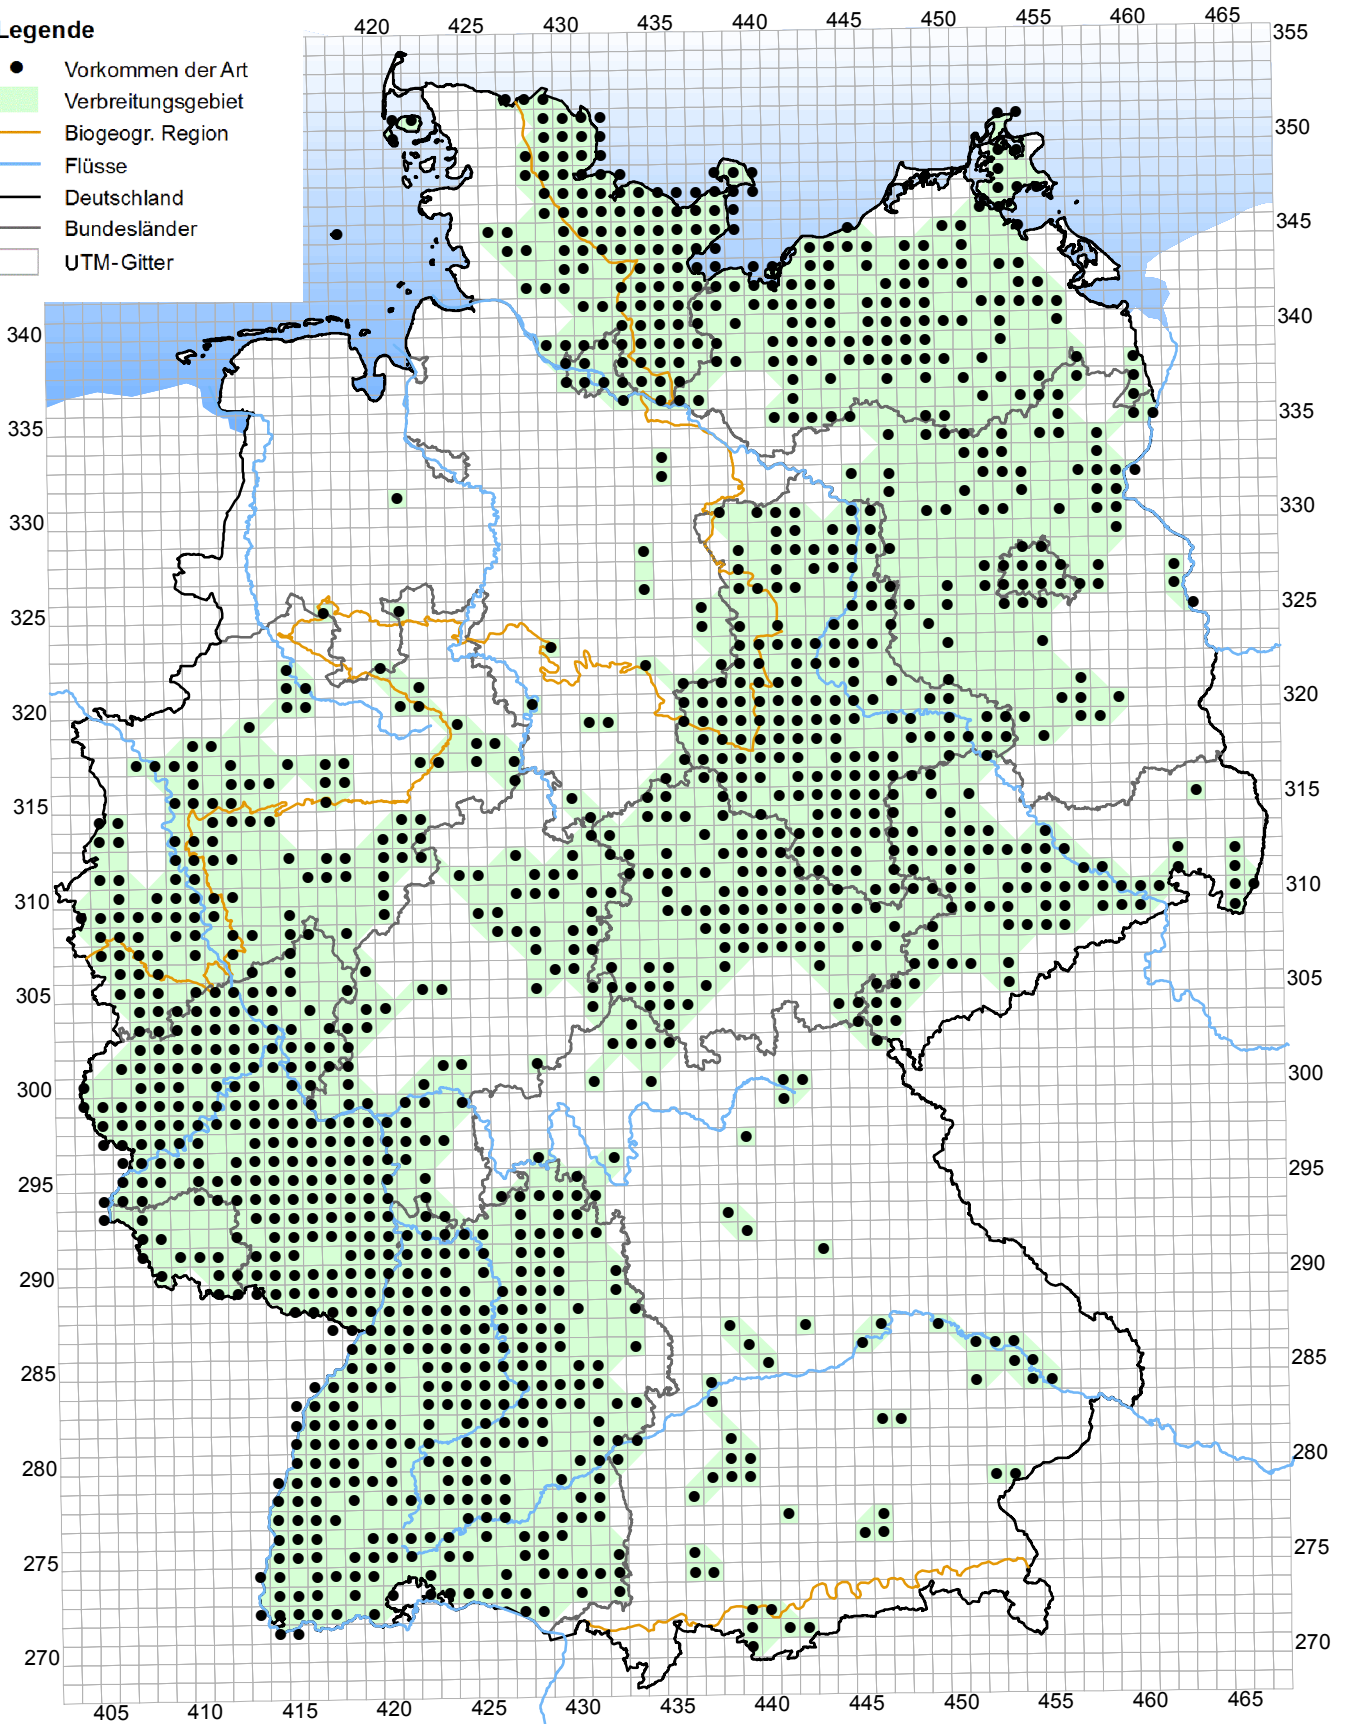 Legende
Vorkommen der Art
Verbreitungsgebiet
Biogeogr. Region
Flüsse
Deutschland
Bundesländer
UTM-Gitter
420 425 430 435 440 445 450 455 460 465
355
350
345
340 340
335 335
330 330
325 325
320 320
315 315
310 310
305 305
300 300
295 295
290 290
285 285
280 280
275 275
270 270
405 410 415 420 425 430 435 440 445 450 455 460 465